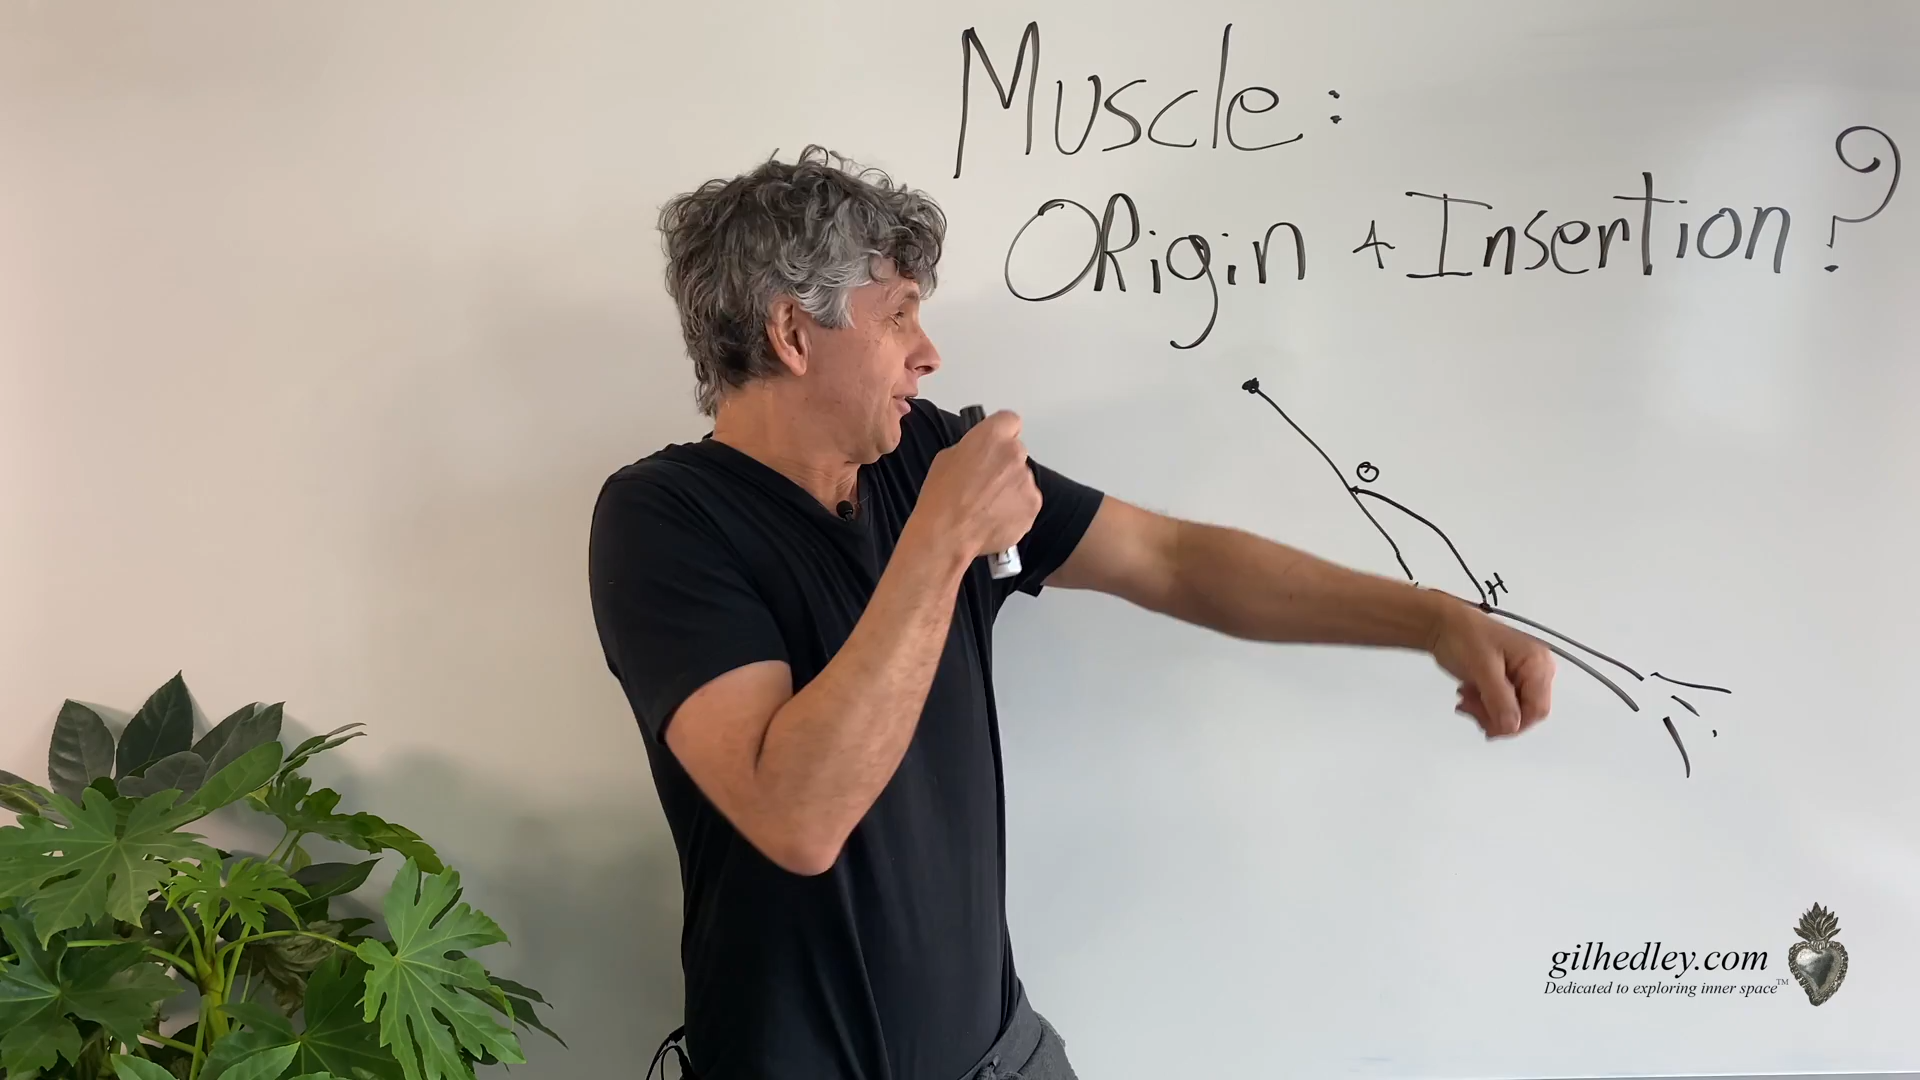 Muscle:
ORigin + Insertion?
H
gilhedley.com
Dedicated to exploring inner space™